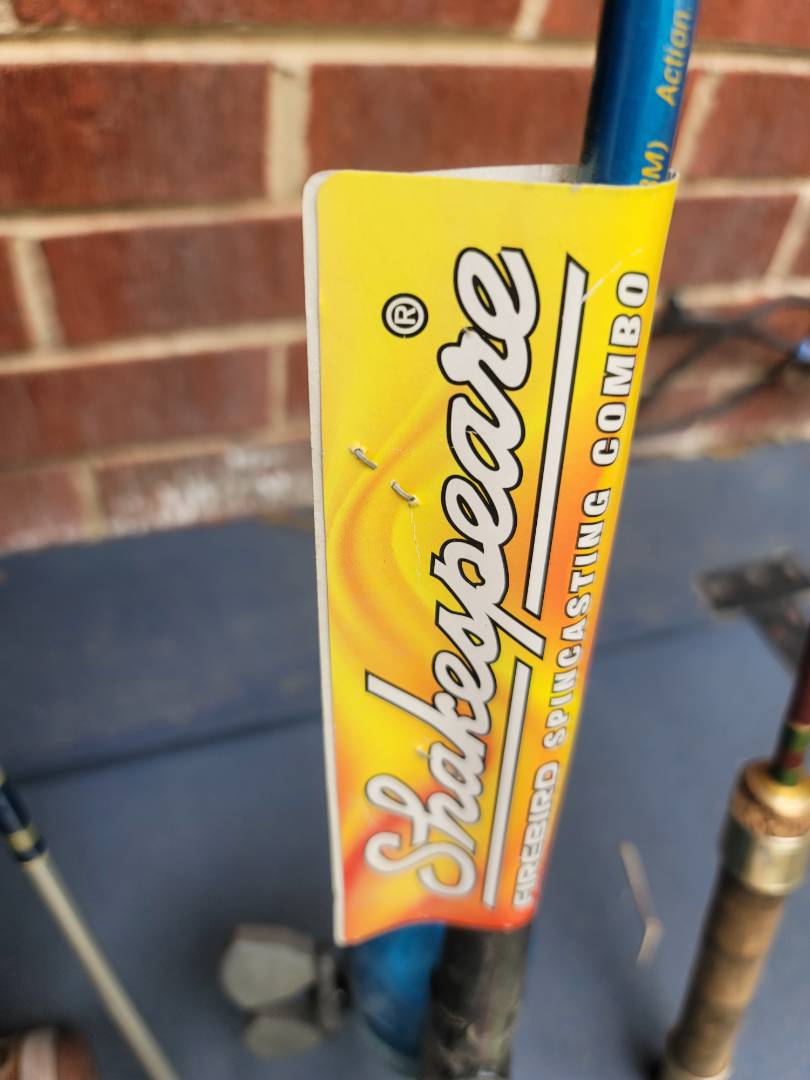 Shakespeare®
FIREBIRD SPINCASTING COMBO
Action